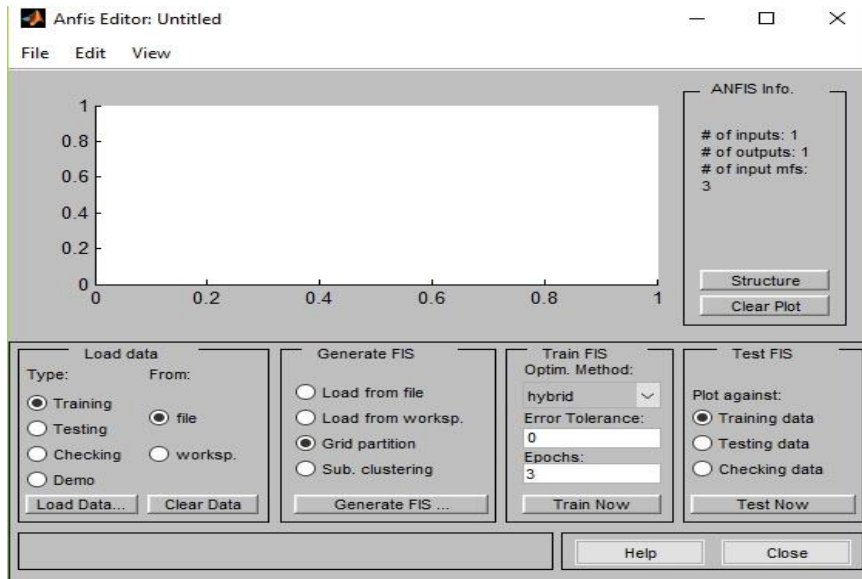 Anfis Editor: Untitled
File Edit View
ANFIS Info.
# of inputs: 1
# of outputs: 1
# of input mfs:
3
Structure
Clear Plot
1
0.8
0.6
0.4
0.2
0
0 0.2 0.4 0.6 0.8 1
Load data
Type: From:
Training
Testing
Checking
Demo
file
worksp.
Load Data... Clear Data
Generate FIS
Load from file
Load from worksp.
Grid partition
Sub. clustering
Generate FIS ...
Train FIS
Optim. Method:
hybrid
Error Tolerance:
0
Epochs:
3
Train Now
Test FIS
Plot against:
Training data
Testing data
Checking data
Test Now
Help Close